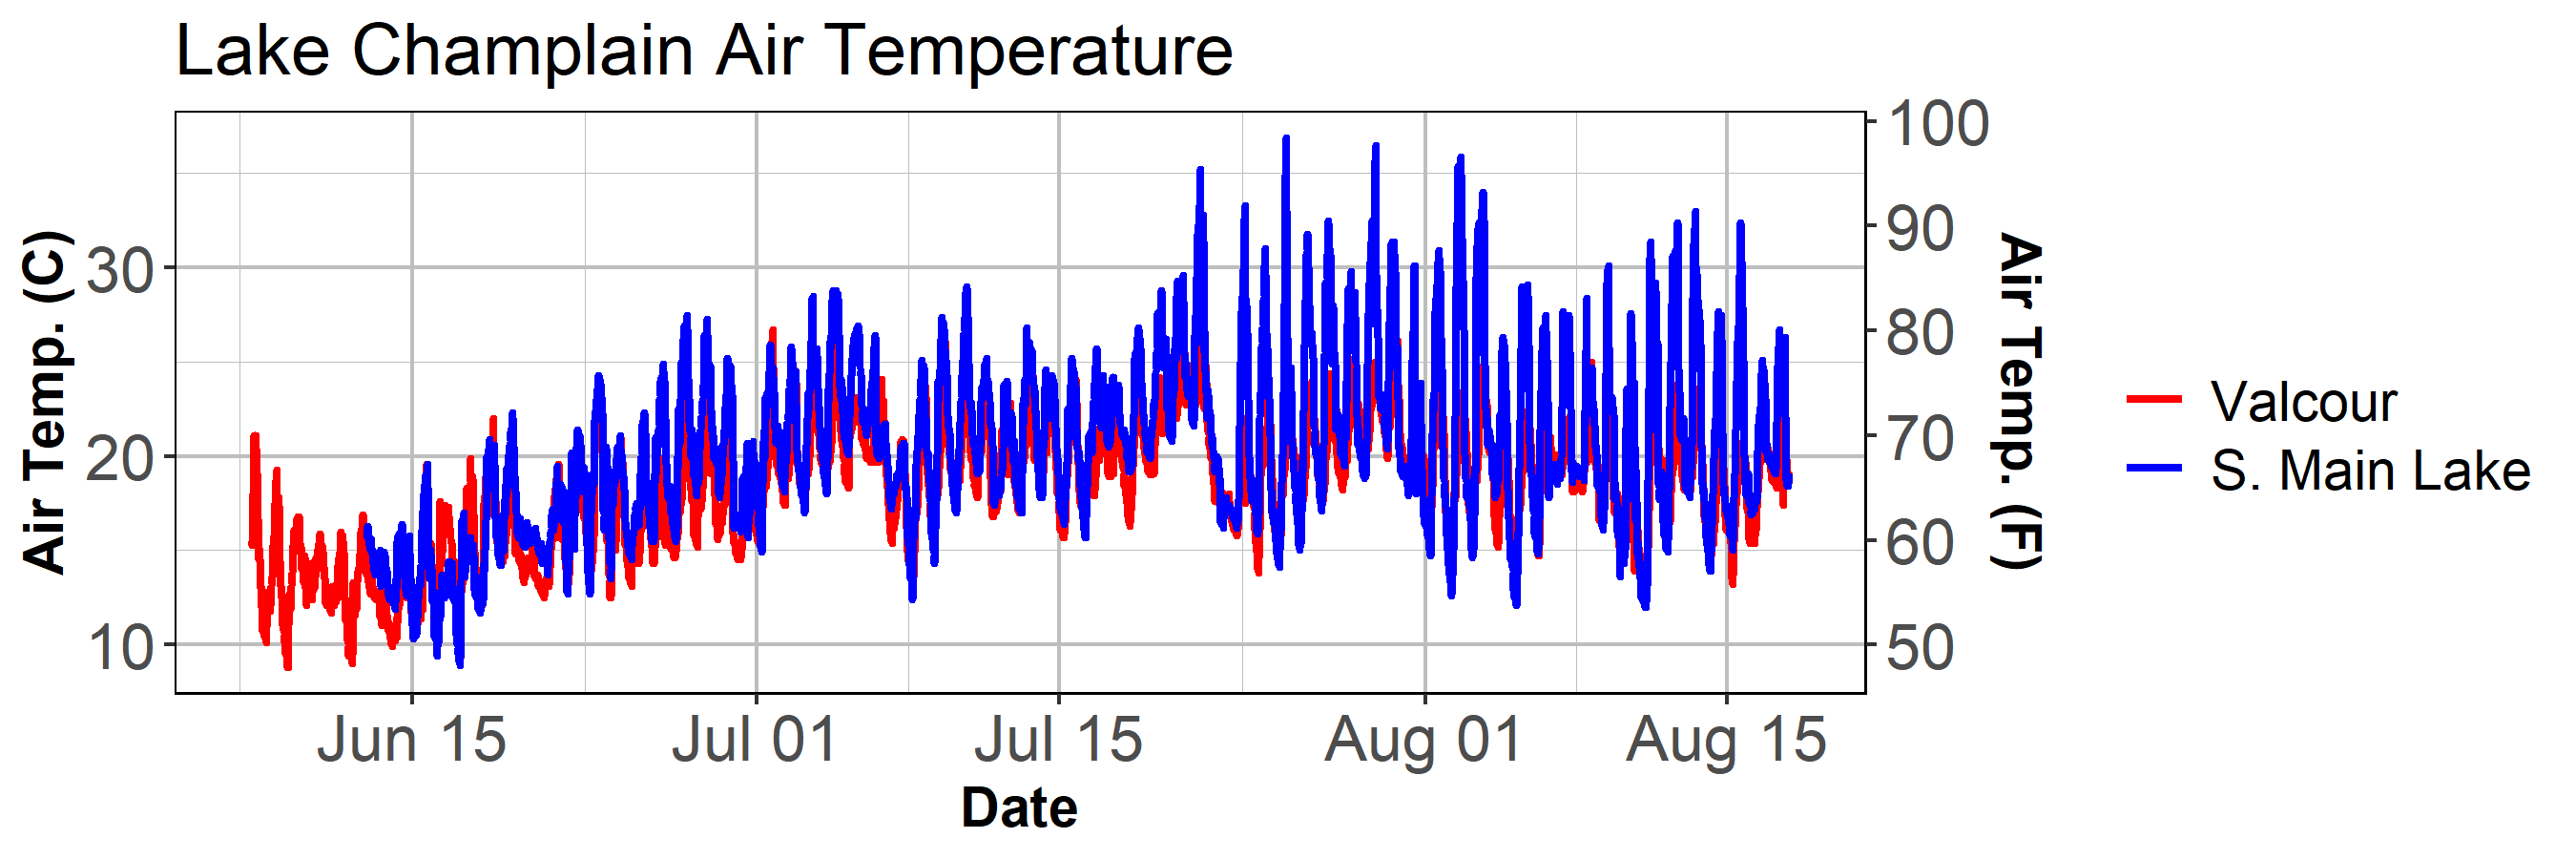 Lake Champlain Air Temperature
Air Temp. (C)
30
20
10
100
90
80
70
60
50
Air Temp. (F)
Jun 15
Jul 01
Jul 15
Aug 01
Aug 15
Date
Valcour
S. Main Lake